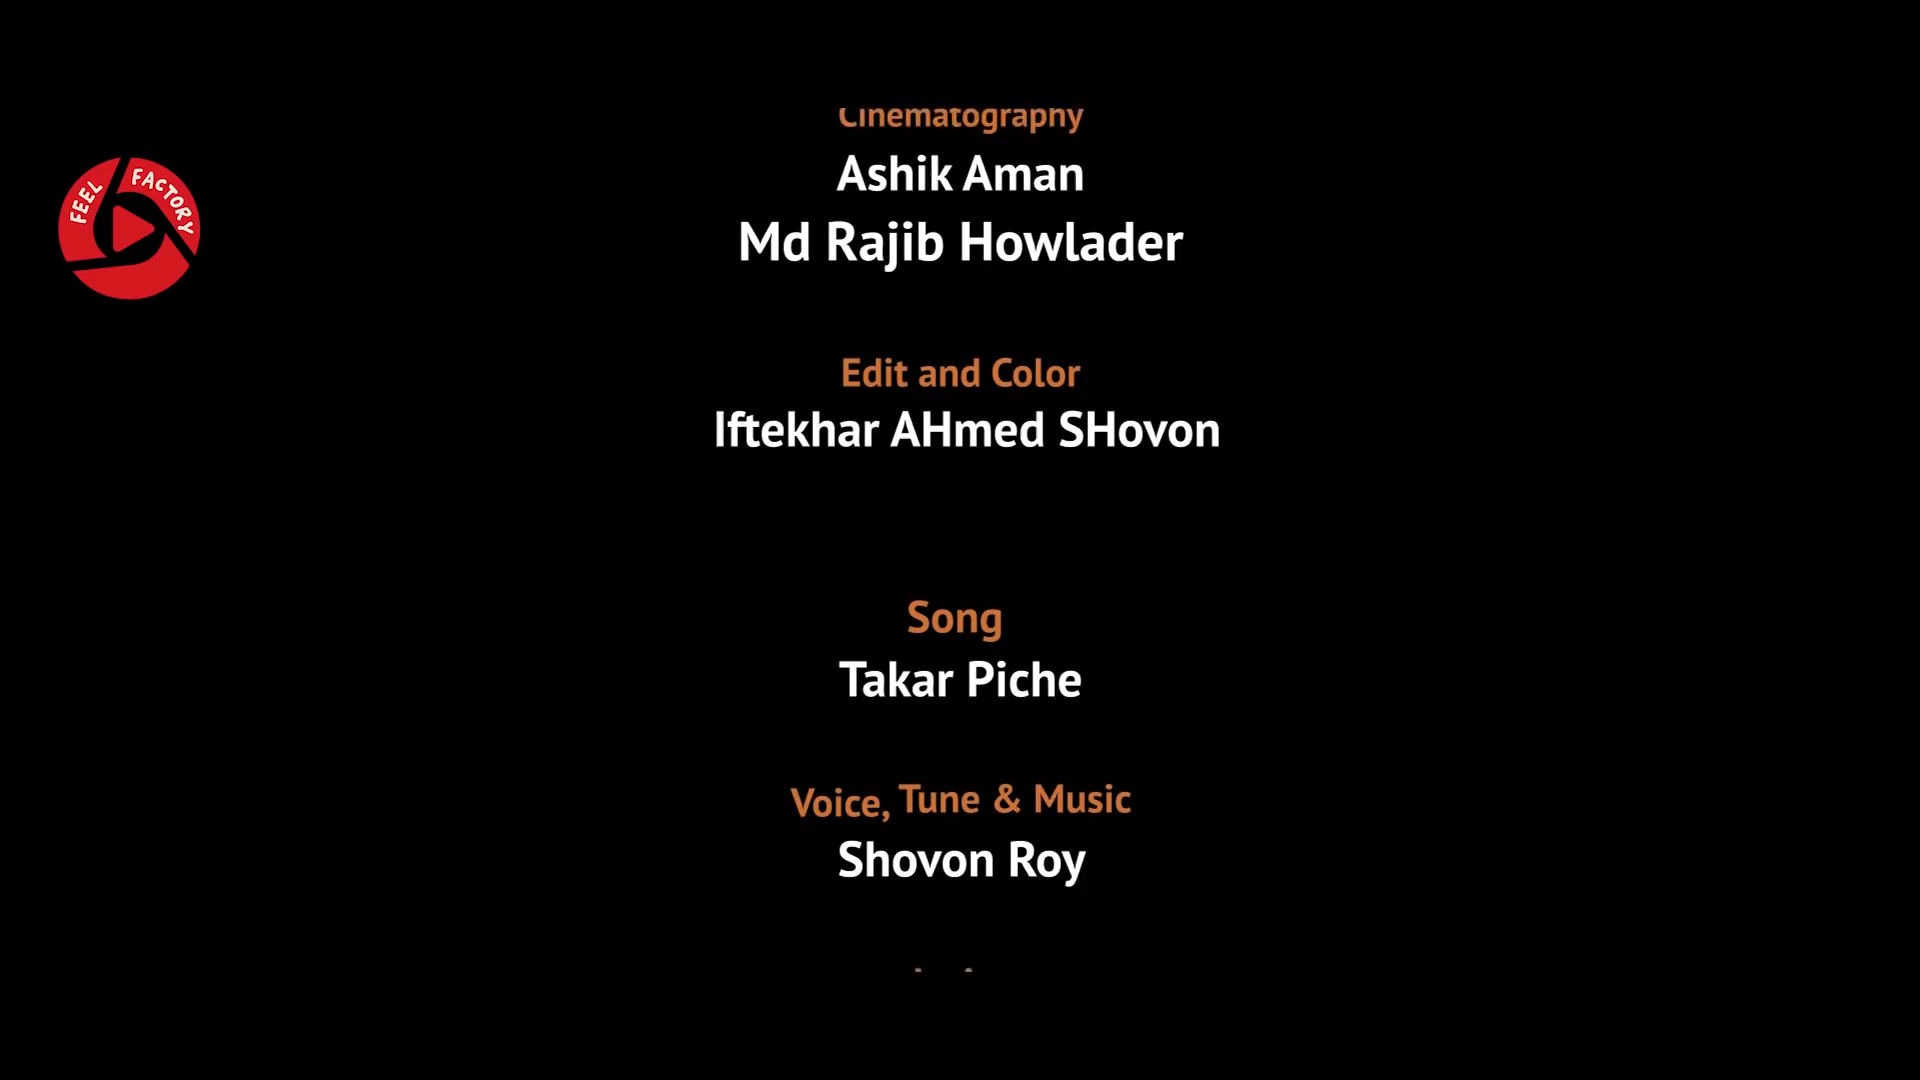 FEEL FACTORY
Cinematography
Ashik Aman
Md Rajib Howlader
Edit and Color
Iftekhar AHmed SHovon
Song
Takar Piche
Voice, Tune & Music
Shovon Roy